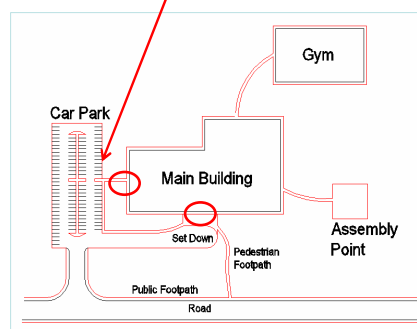 Gym
Car Park
Main Building
Set Down
Assembly
Point
Pedestrian
Footpath
Public Footpath
Road